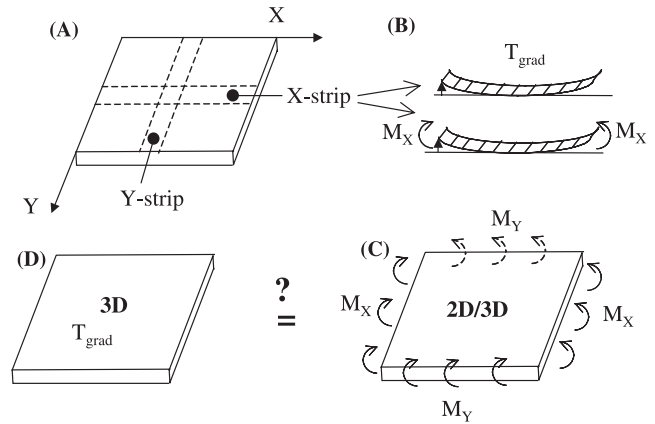 (A)
X
(B)
T_grad
X-strip
M_X
M_X
Y-strip
Y
M_Y
(D)
(C)
3D
T_grad
?
=
M_X
2D/3D
M_X
M_Y